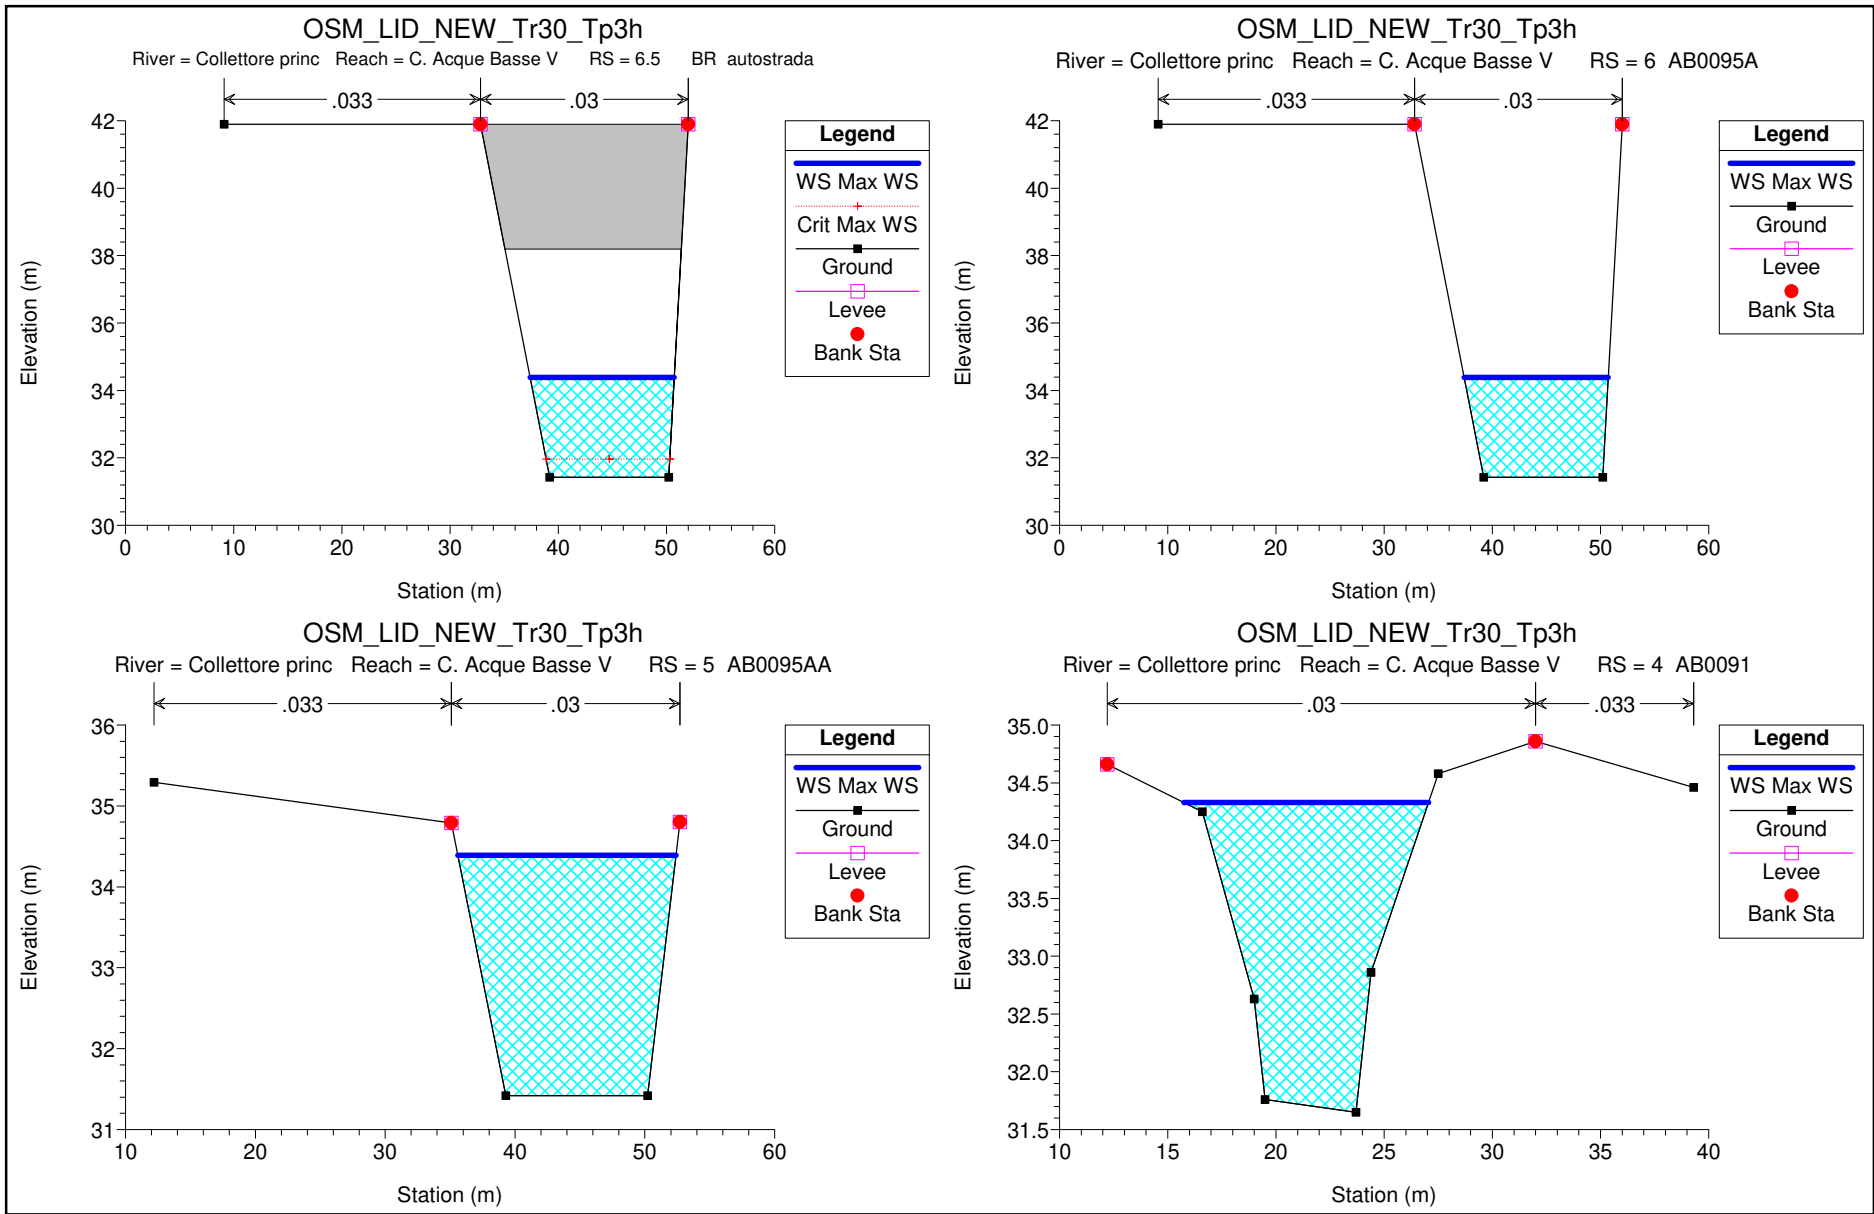 OSM_LID_NEW_Tr30_Tp3h
River = Collettore princ Reach = C. Acque Basse V RS = 6.5 BR autostrada
.033
.03
42
40
38
36
34
32
30
0
10
20
30
40
50
60
Elevation (m)
Station (m)
Legend
WS Max WS
Crit Max WS
Ground
Levee
Bank Sta
OSM_LID_NEW_Tr30_Tp3h
River = Collettore princ Reach = C. Acque Basse V RS = 6 AB0095A
.033
.03
42
40
38
36
34
32
30
0
10
20
30
40
50
60
Elevation (m)
Station (m)
Legend
WS Max WS
Ground
Levee
Bank Sta
OSM_LID_NEW_Tr30_Tp3h
River = Collettore princ Reach = C. Acque Basse V RS = 5 AB0095AA
.033
.03
36
35
34
33
32
31
10
20
30
40
50
60
Elevation (m)
Station (m)
Legend
WS Max WS
Ground
Levee
Bank Sta
OSM_LID_NEW_Tr30_Tp3h
River = Collettore princ Reach = C. Acque Basse V RS = 4 AB0091
.03
.033
35.0
34.5
34.0
33.5
33.0
32.5
32.0
31.5
10
15
20
25
30
35
40
Elevation (m)
Station (m)
Legend
WS Max WS
Ground
Levee
Bank Sta